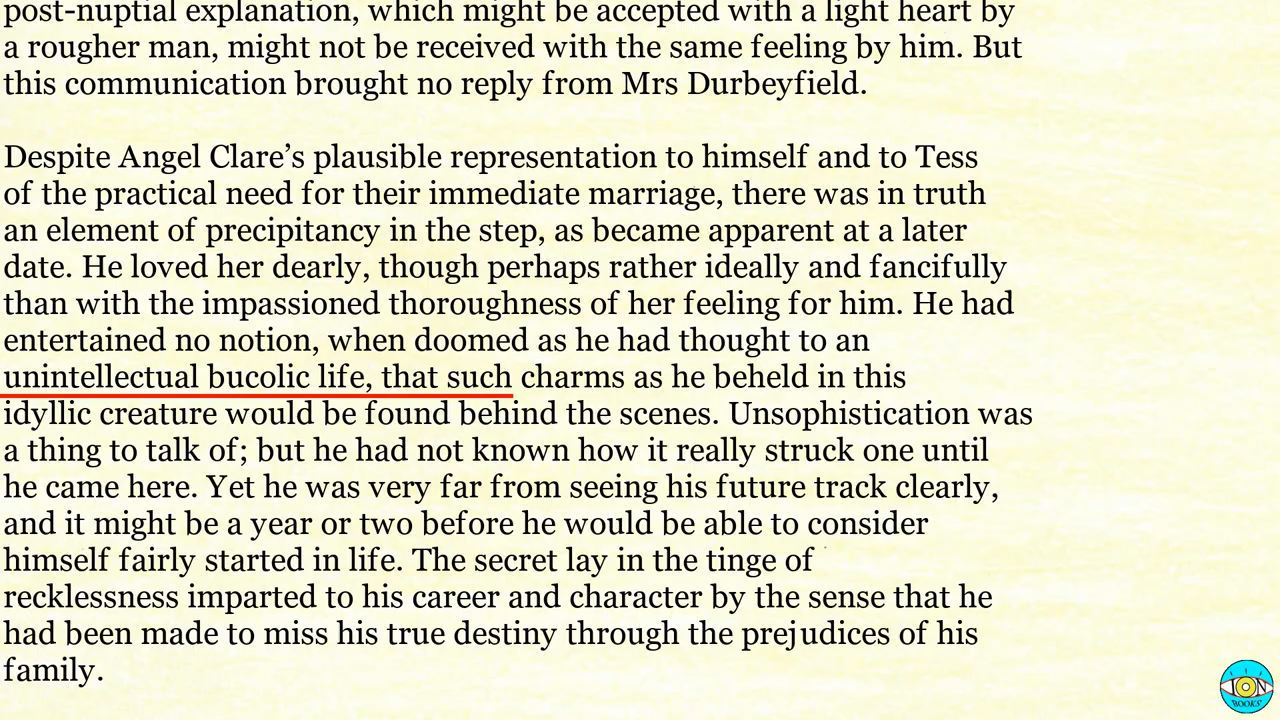 post-nuptial explanation, which might be accepted with a light heart by
a rougher man, might not be received with the same feeling by him. But
this communication brought no reply from Mrs Durbeyfield.
Despite Angel Clare’s plausible representation to himself and to Tess
of the practical need for their immediate marriage, there was in truth
an element of precipitancy in the step, as became apparent at a later
date. He loved her dearly, though perhaps rather ideally and fancifully
than with the impassioned thoroughness of her feeling for him. He had
entertained no notion, when doomed as he had thought to an
unintellectual bucolic life, that such charms as he beheld in this
idyllic creature would be found behind the scenes. Unsophistication was
a thing to talk of; but he had not known how it really struck one until
he came here. Yet he was very far from seeing his future track clearly,
and it might be a year or two before he would be able to consider
himself fairly started in life. The secret lay in the tinge of
recklessness imparted to his career and character by the sense that he
had been made to miss his true destiny through the prejudices of his
family.
ION
BOOKS